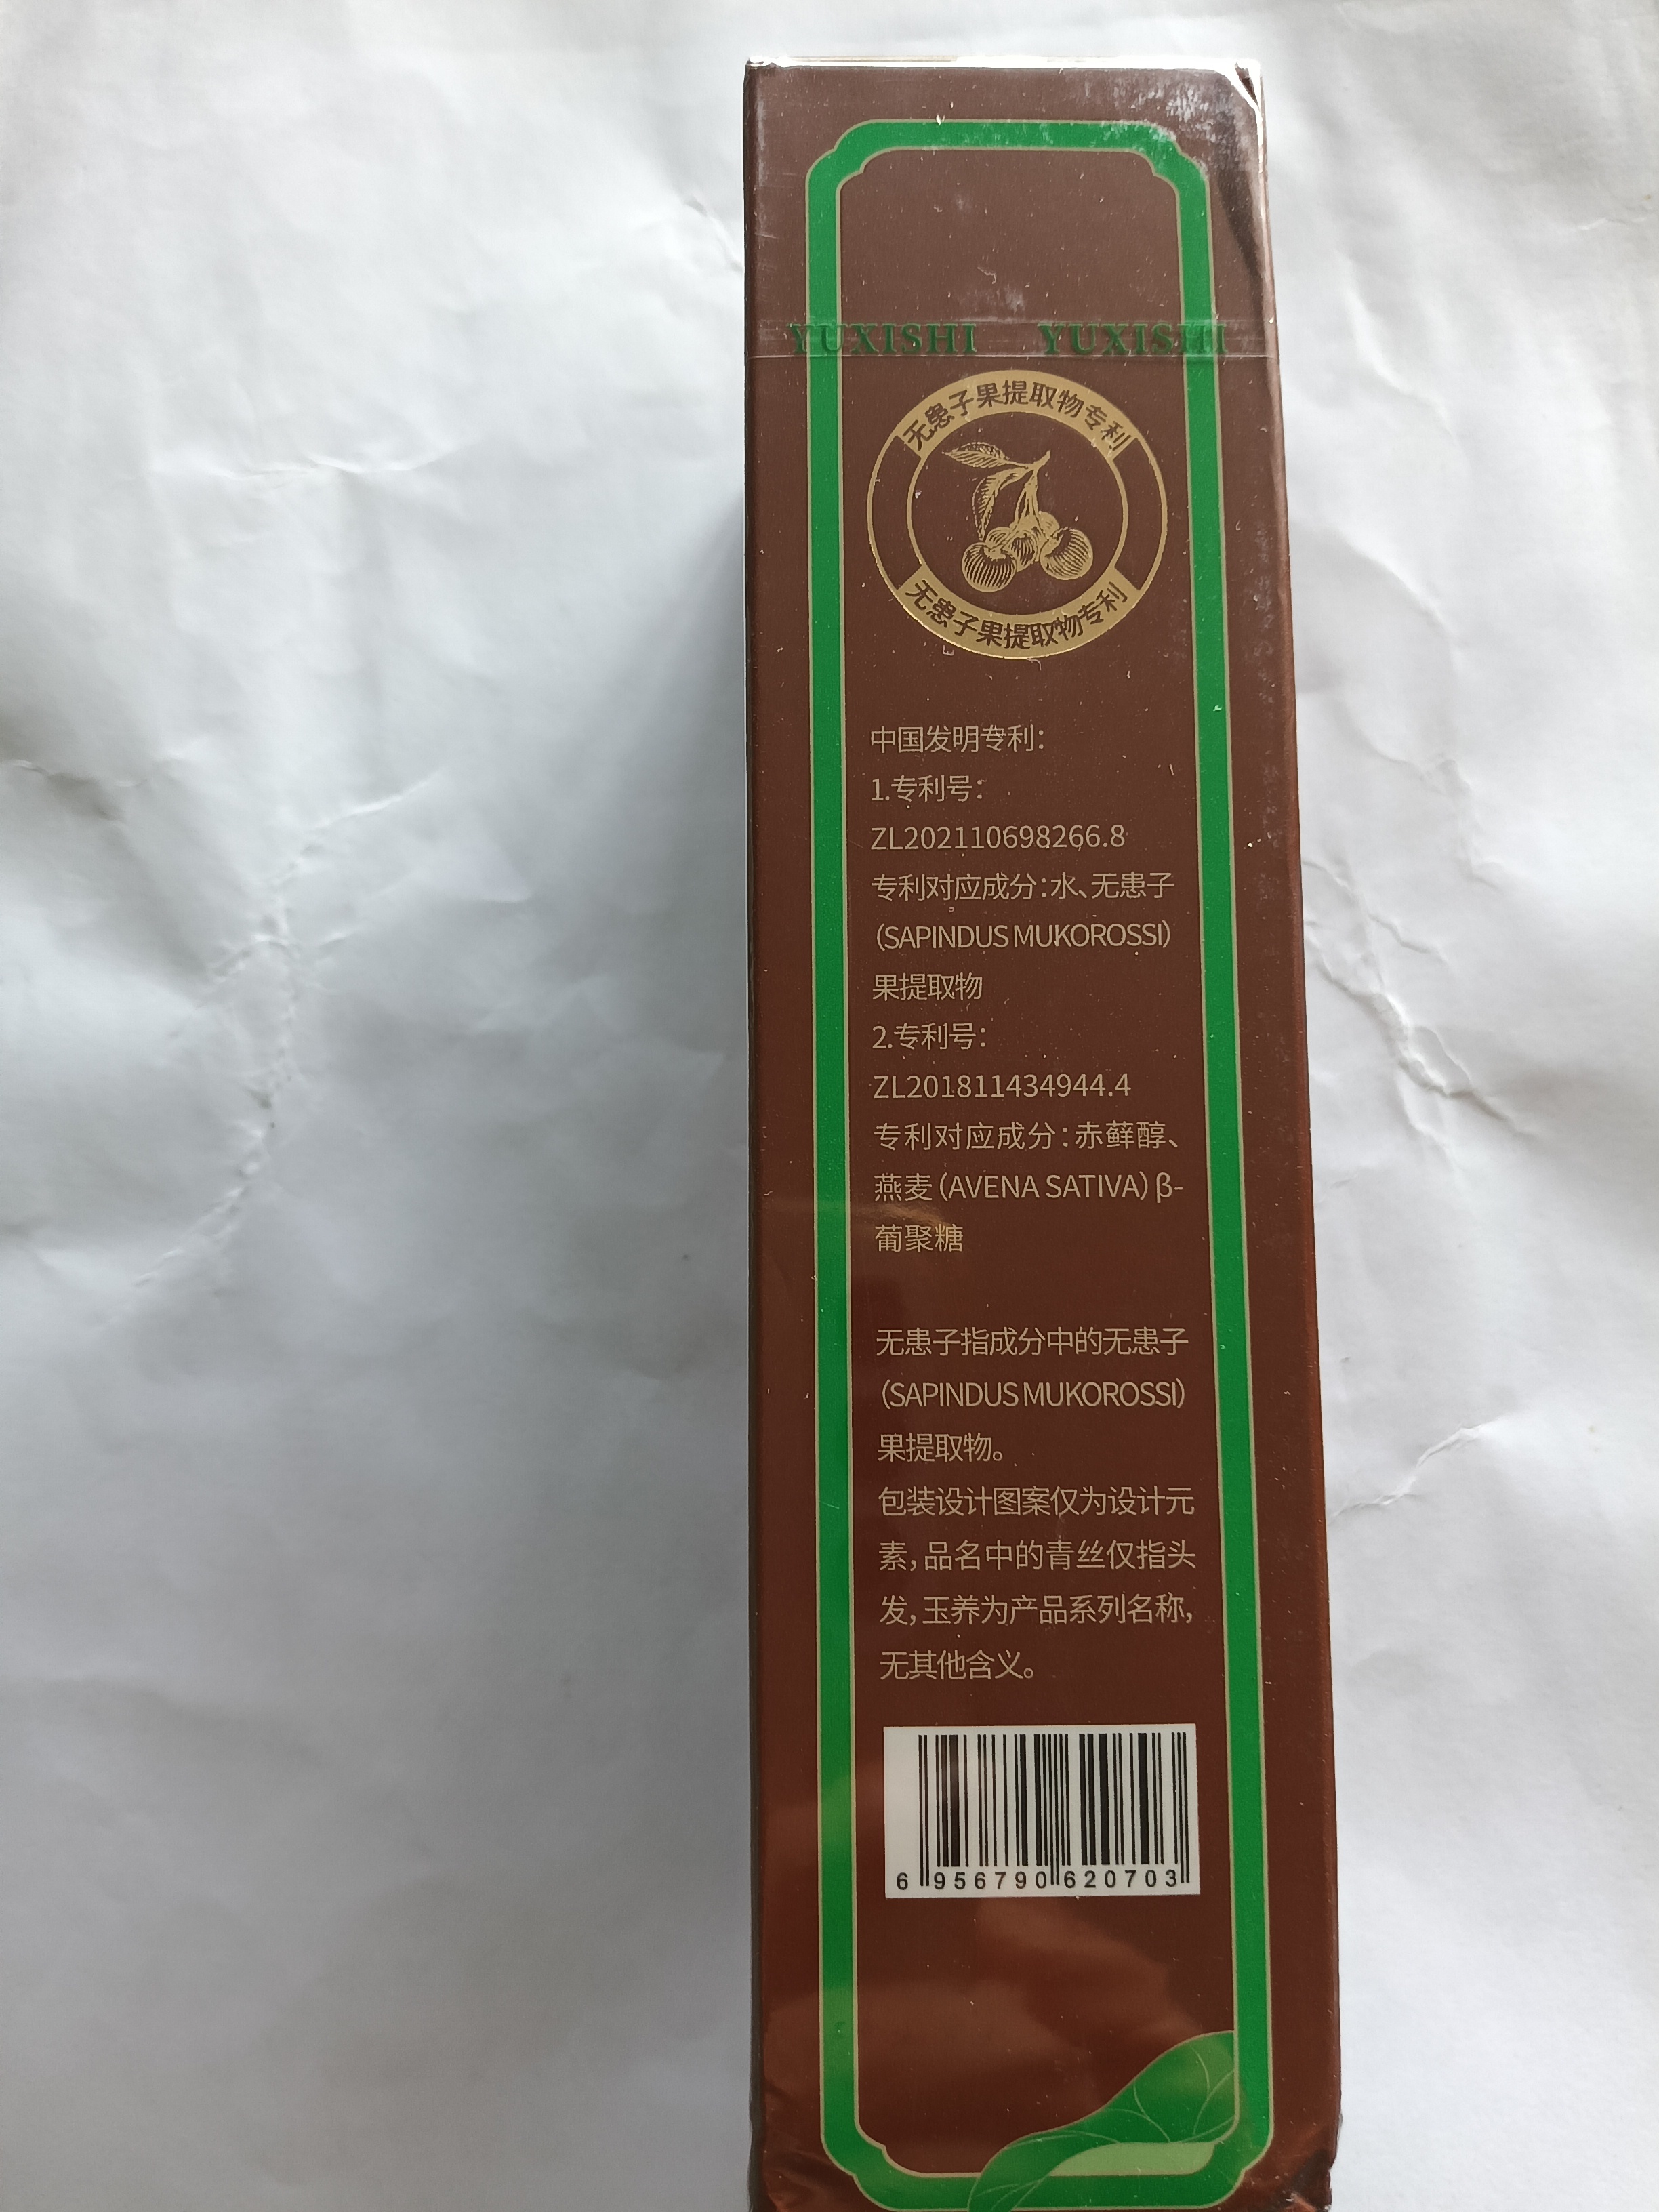 YUXISHI YUXISHI
无患子果提取物专利
无患子果提取物专利
中国发明专利：
1.专利号：
ZL202110698266.8
专利对应成分：水、无患子
（SAPINDUS MUKOROSSI）
果提取物
2.专利号：
ZL201811434944.4
专利对应成分：赤藓醇、
燕麦（AVENA SATIVA）β-
葡聚糖
无患子指成分中的无患子
（SAPINDUS MUKOROSSI）
果提取物。
包装设计图案仅为设计元
素，品名中的青丝仅指头
发，玉养为产品系列名称，
无其他含义。
6 956790 620703